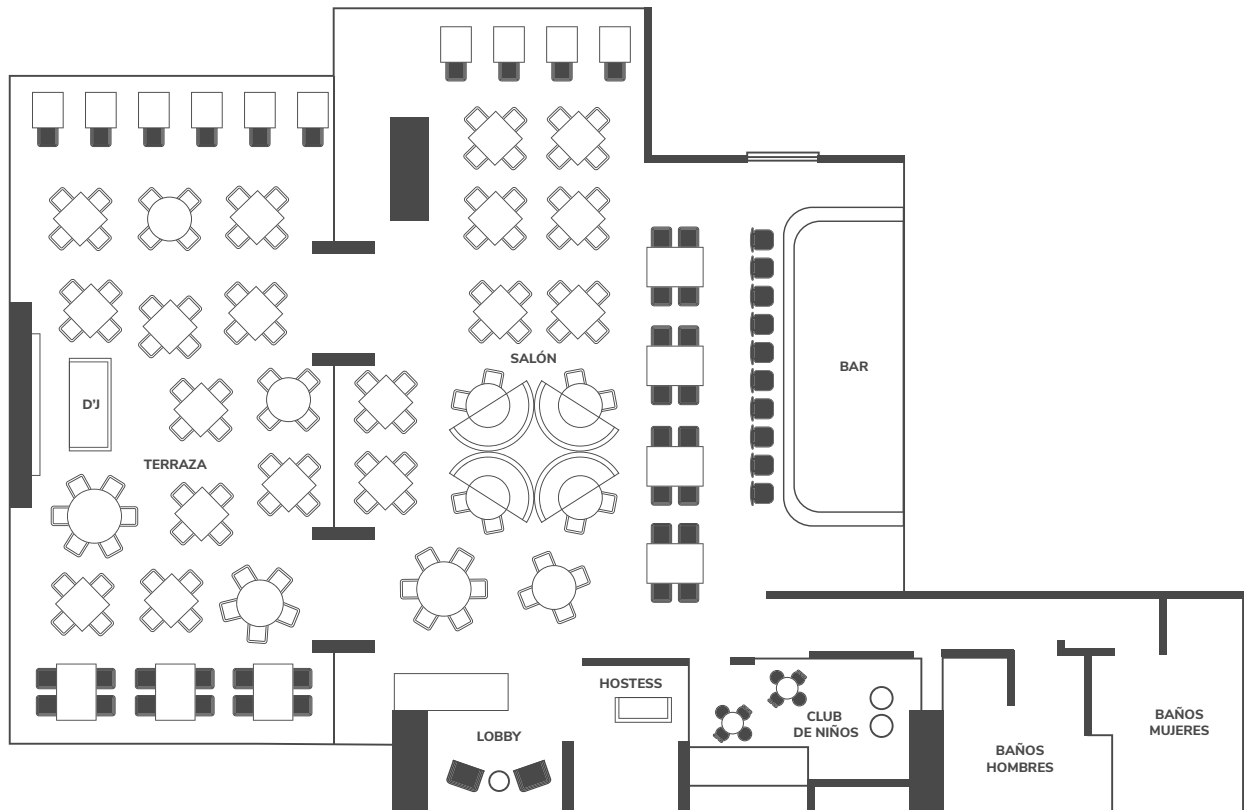 SALÓN
BAR
D'J
TERRAZA
HOSTESS
LOBBY
CLUB
DE NIÑOS
BAÑOS
HOMBRES
BAÑOS
MUJERES